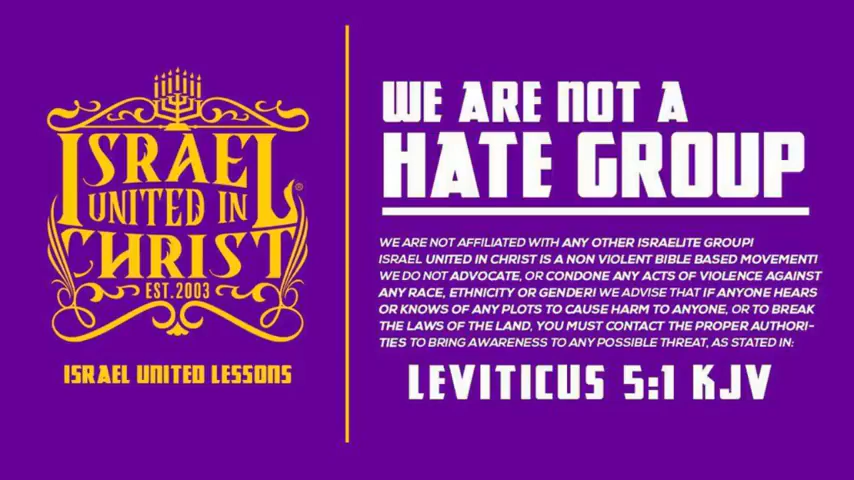 ISRAEL
UNITED IN
CHRIST
®
EST. 2003
ISRAEL UNITED LESSONS
WE ARE NOT A
HATE GROUP
WE ARE NOT AFFILIATED WITH ANY OTHER ISRAELITE GROUP!
ISRAEL UNITED IN CHRIST IS A NON VIOLENT BIBLE BASED MOVEMENT!
WE DO NOT ADVOCATE, OR CONDONE ANY ACTS OF VIOLENCE AGAINST
ANY RACE, ETHNICITY OR GENDER! WE ADVISE THAT IF ANYONE HEARS
OR KNOWS OF ANY PLOTS TO CAUSE HARM TO ANYONE, OR TO BREAK
THE LAWS OF THE LAND, YOU MUST CONTACT THE PROPER AUTHORI-
TIES TO BRING AWARENESS TO ANY POSSIBLE THREAT, AS STATED IN:
LEVITICUS 5:1 KJV